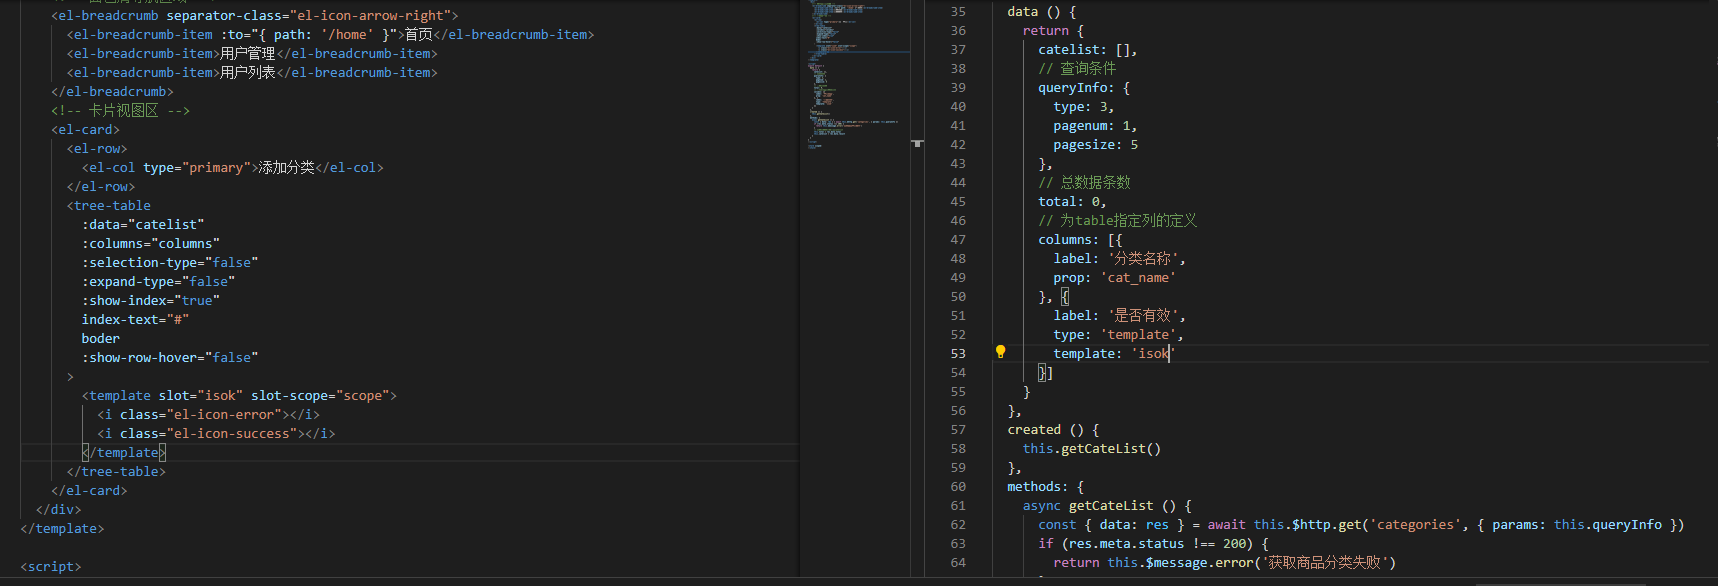 <el-breadcrumb separator-class="el-icon-arrow-right">
<el-breadcrumb-item :to="{ path: '/home' }">首页</el-breadcrumb-item>
<el-breadcrumb-item>用户管理</el-breadcrumb-item>
<el-breadcrumb-item>用户列表</el-breadcrumb-item>
</el-breadcrumb>
<!-- 卡片视图区 -->
<el-card>
<el-row>
<el-col type="primary">添加分类</el-col>
</el-row>
<tree-table
:data="catelist"
:columns="columns"
:selection-type="false"
:expand-type="false"
:show-index="true"
index-text="#"
boder
:show-row-hover="false"
>
<template slot="isok" slot-scope="scope">
<i class="el-icon-error"></i>
<i class="el-icon-success"></i>
</template>
</tree-table>
</el-card>
</div>
</template>
<script>
35 data () {
36 return {
37 catelist: [],
38 // 查询条件
39 queryInfo: {
40 type: 3,
41 pagenum: 1,
42 pagesize: 5
43 },
44 // 总数据条数
45 total: 0,
46 // 为table指定列的定义
47 columns: [{
48 label: '分类名称',
49 prop: 'cat_name'
50 }, {
51 label: '是否有效',
52 type: 'template',
53 template: 'isok'
54 }]
55 }
56 },
57 created () {
58 this.getCateList()
59 },
60 methods: {
61 async getCateList () {
62 const { data: res } = await this.$http.get('categories', { params: this.queryInfo })
63 if (res.meta.status !== 200) {
64 return this.$message.error('获取商品分类失败')